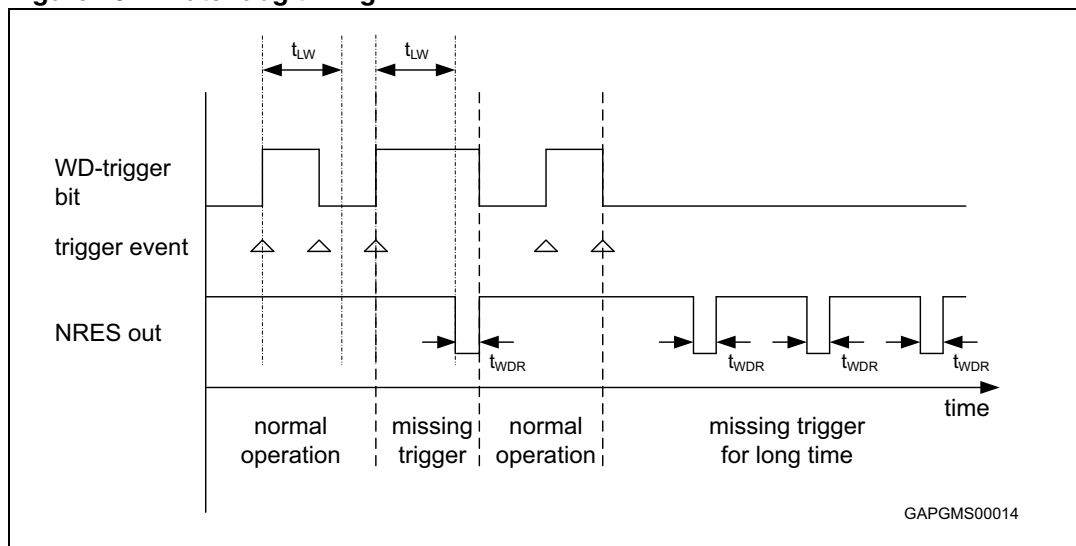 t_LW t_LW
WD-trigger
bit
trigger event
NRES out
t_WDR t_WDR t_WDR t_WDR
time
normal
operation
missing
trigger
normal
operation
missing trigger
for long time
GAPGMS00014